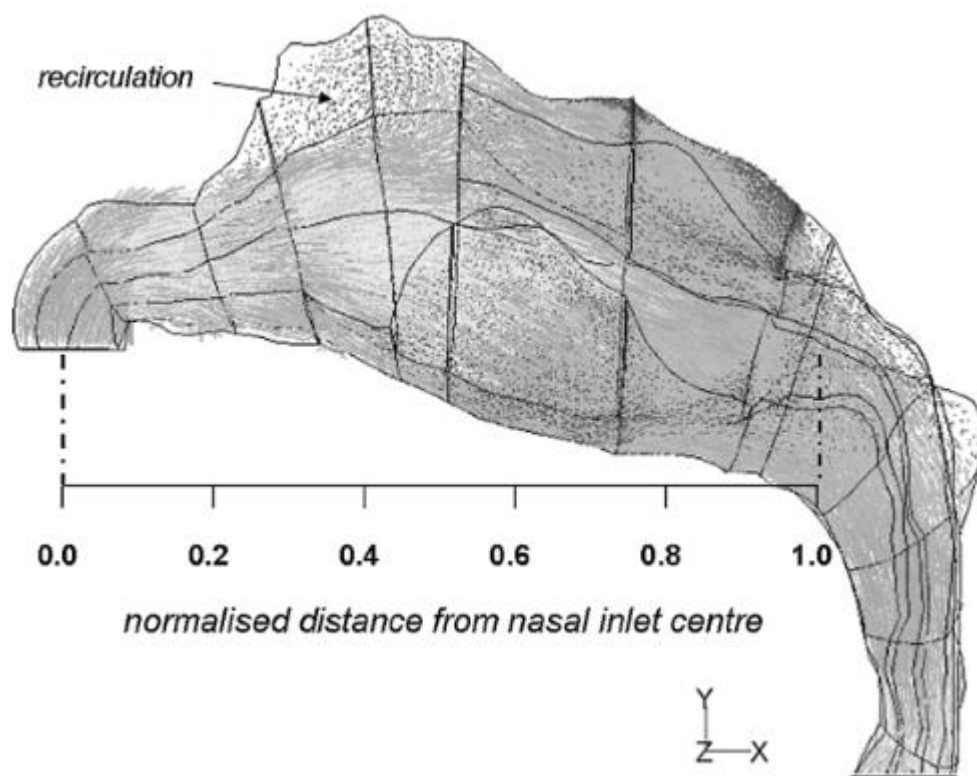 recirculation
0.0 0.2 0.4 0.6 0.8 1.0
normalised distance from nasal inlet centre
Y
Z X